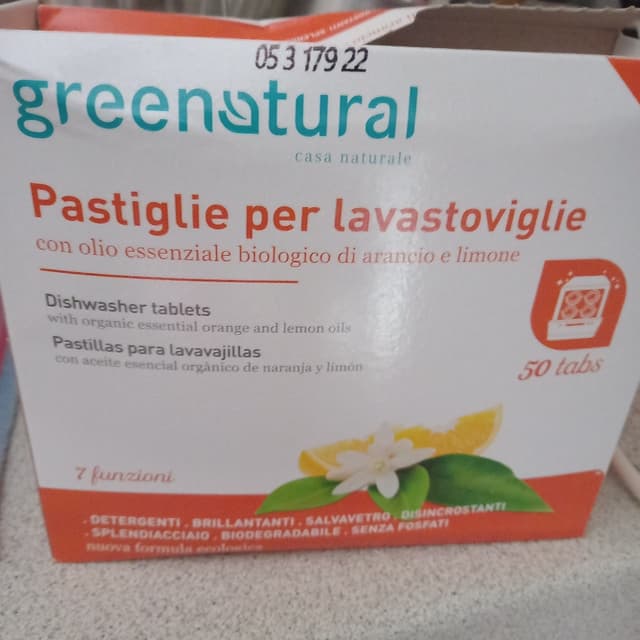 05 3 179 22
greenatural
casa naturale
Pastiglie per lavastoviglie
con olio essenziale biologico di arancio e limone
Dishwasher tablets
with organic essential orange and lemon oils
Pastillas para lavavajillas
con aceite esencial orgànico de naranja y limón
50 tabs
7 funzioni
. DETERGENTI . BRILLANTANTI . SALVAVETRO . DISINCROSTANTI
. SPLENDIACCIAIO . BIODEGRADABILE . SENZA FOSFATI
nuova formula ecologica